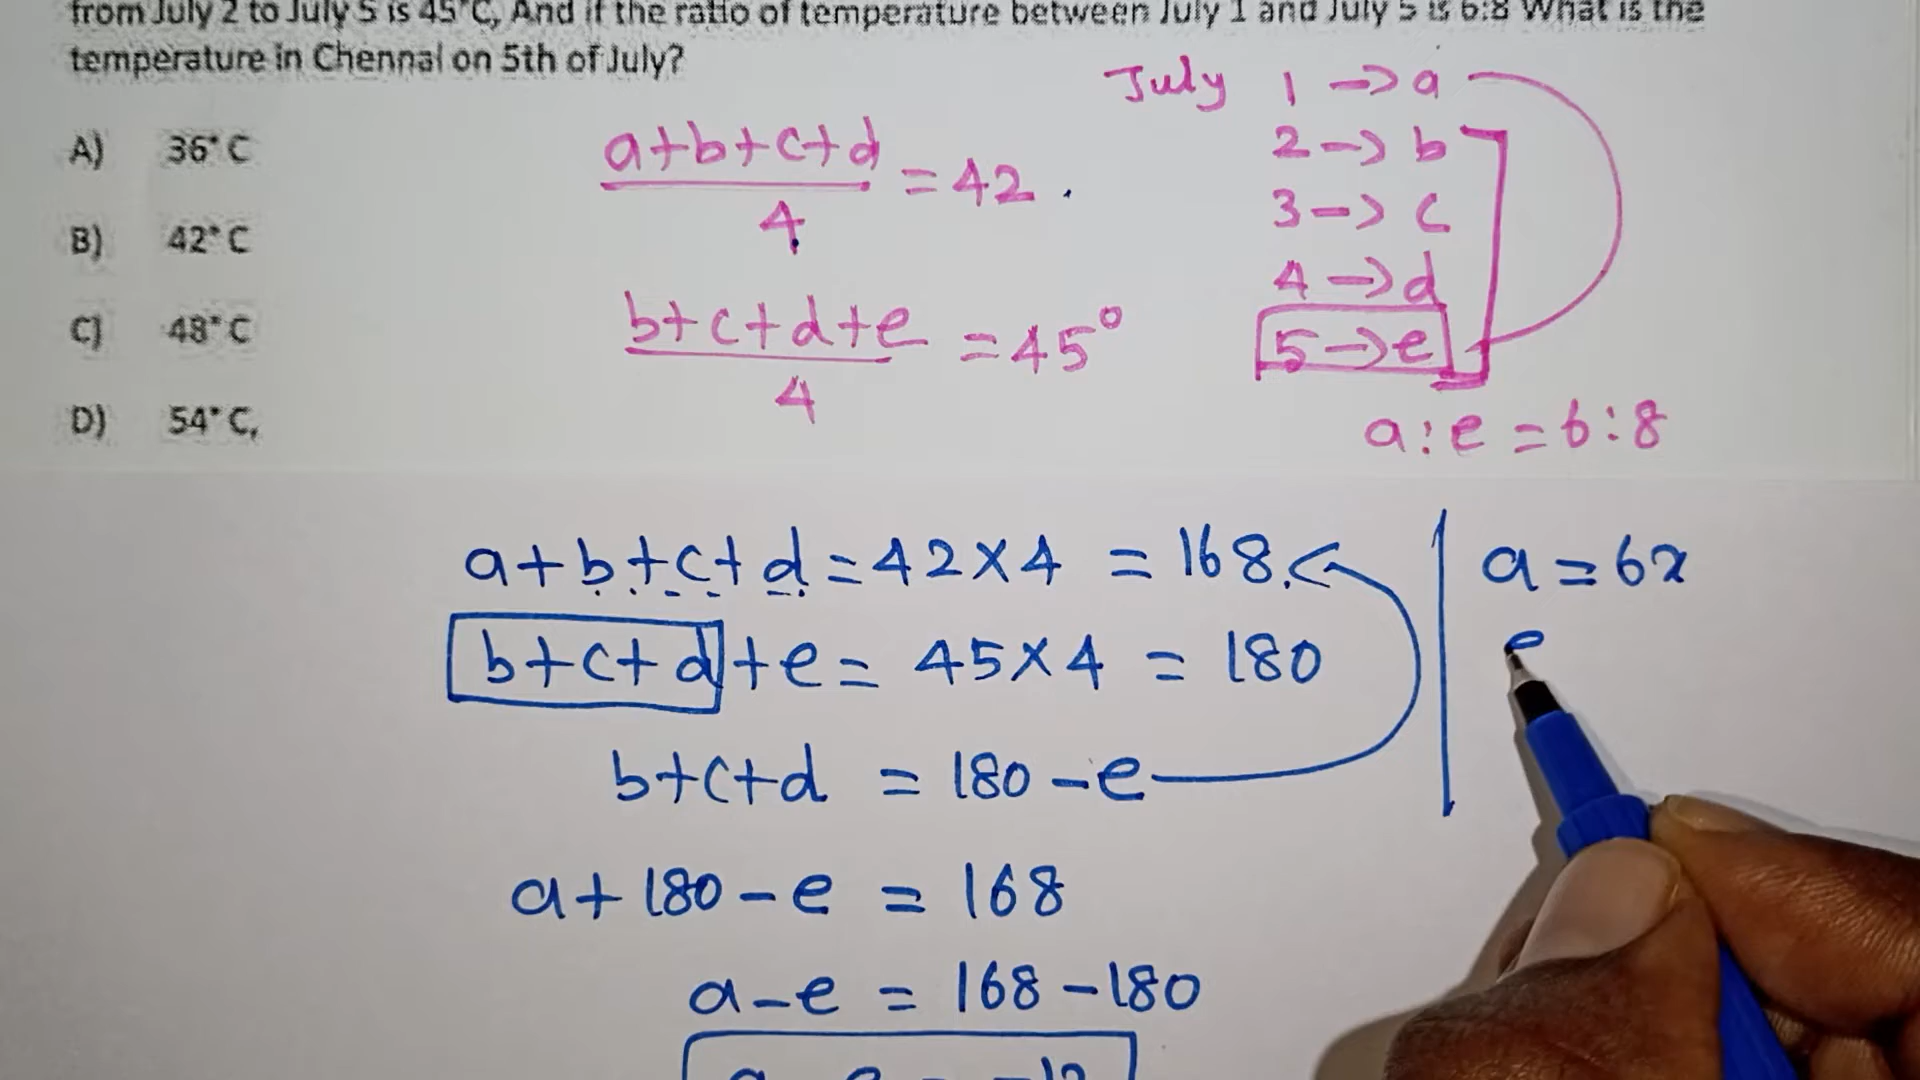 from July 2 to July 5 is 45°C, And if the ratio of temperature between July 1 and July 5 is 6:8 What is the
temperature in Chennai on 5th of July?
A) 36°C
B) 42°C
C) 48°C
D) 54°C,
a+b+c+d
4
=42.
b+c+d+e
4
=45°
July 1 -> a
2 -> b
3 -> c
4 -> d
5 -> e
a:e = 6:8
a+b+c+d = 42×4 = 168.
b+c+d+e = 45×4 = 180
b+c+d = 180-e
a+180-e = 168
a-e = 168-180
a-e = -12
a = 6x
e